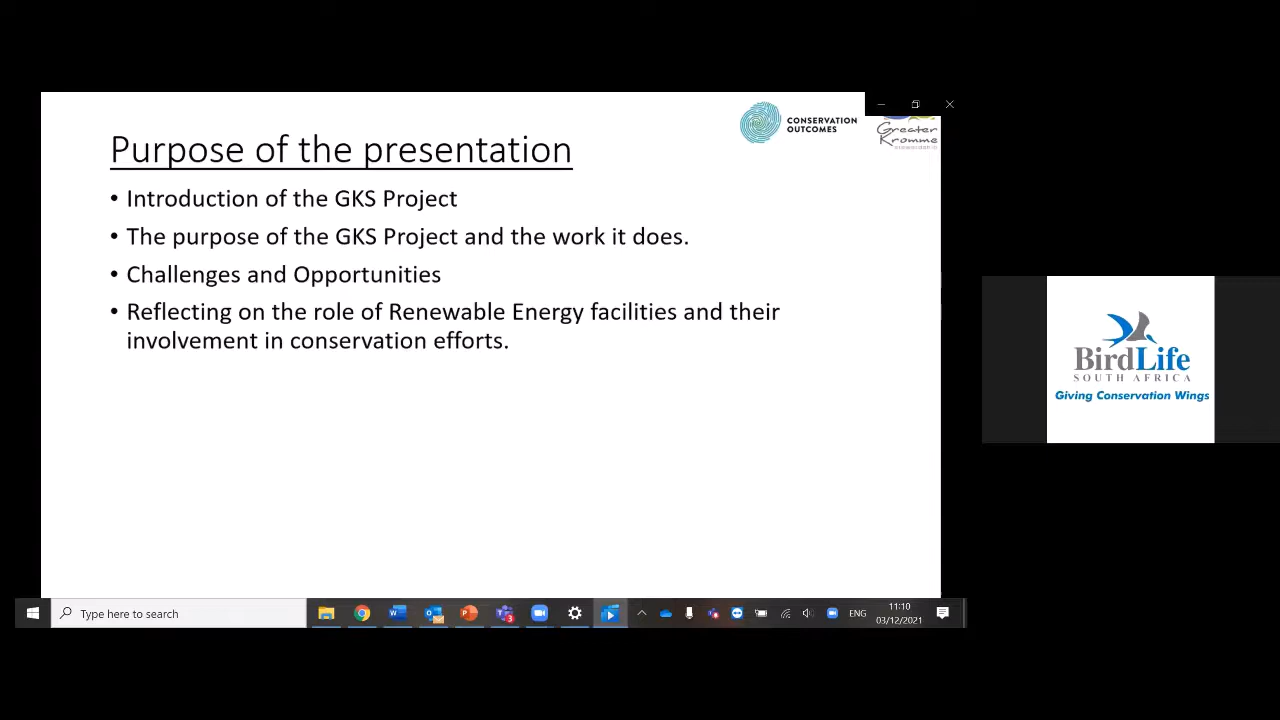 CONSERVATION
OUTCOMES
Greater
Kromme
Purpose of the presentation
• Introduction of the GKS Project
• The purpose of the GKS Project and the work it does.
• Challenges and Opportunities
• Reflecting on the role of Renewable Energy facilities and their
involvement in conservation efforts.
BirdLife
SOUTH AFRICA
Giving Conservation Wings
Type here to search
ENG
11:10
03/12/2021